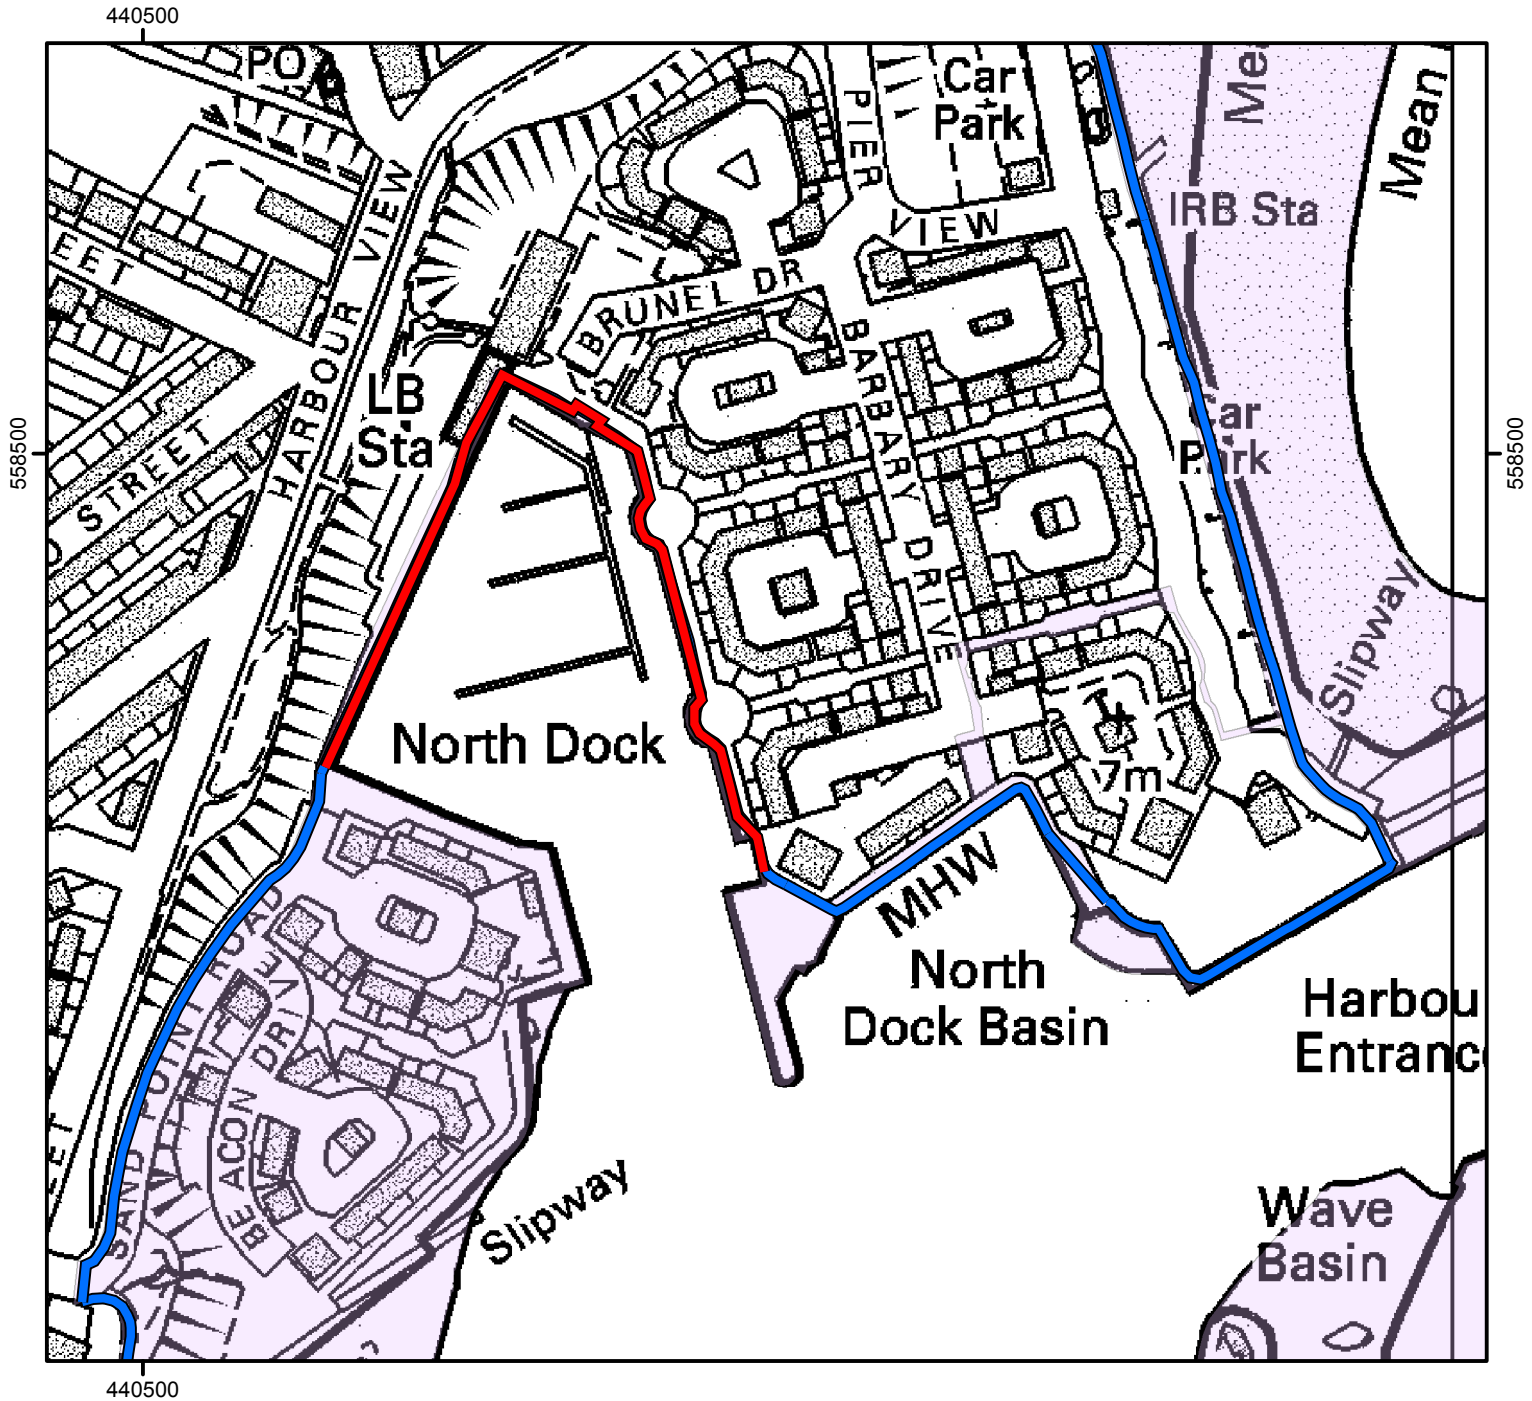 440500
PO
Car
Park
PIER
VIEW
Mea
Mean
IRB Sta
EET
HARBOUR VIEW
BRUNEL DR
BARBARY DRIVE
LB
Sta
Car
Park
558500
558500
STREET
Slipway
North Dock
7m
MHW
North
Dock Basin
Harbou
Entranc
SAND POINT ROAD
BEACON DRIVE
Slipway
Wave
Basin
440500